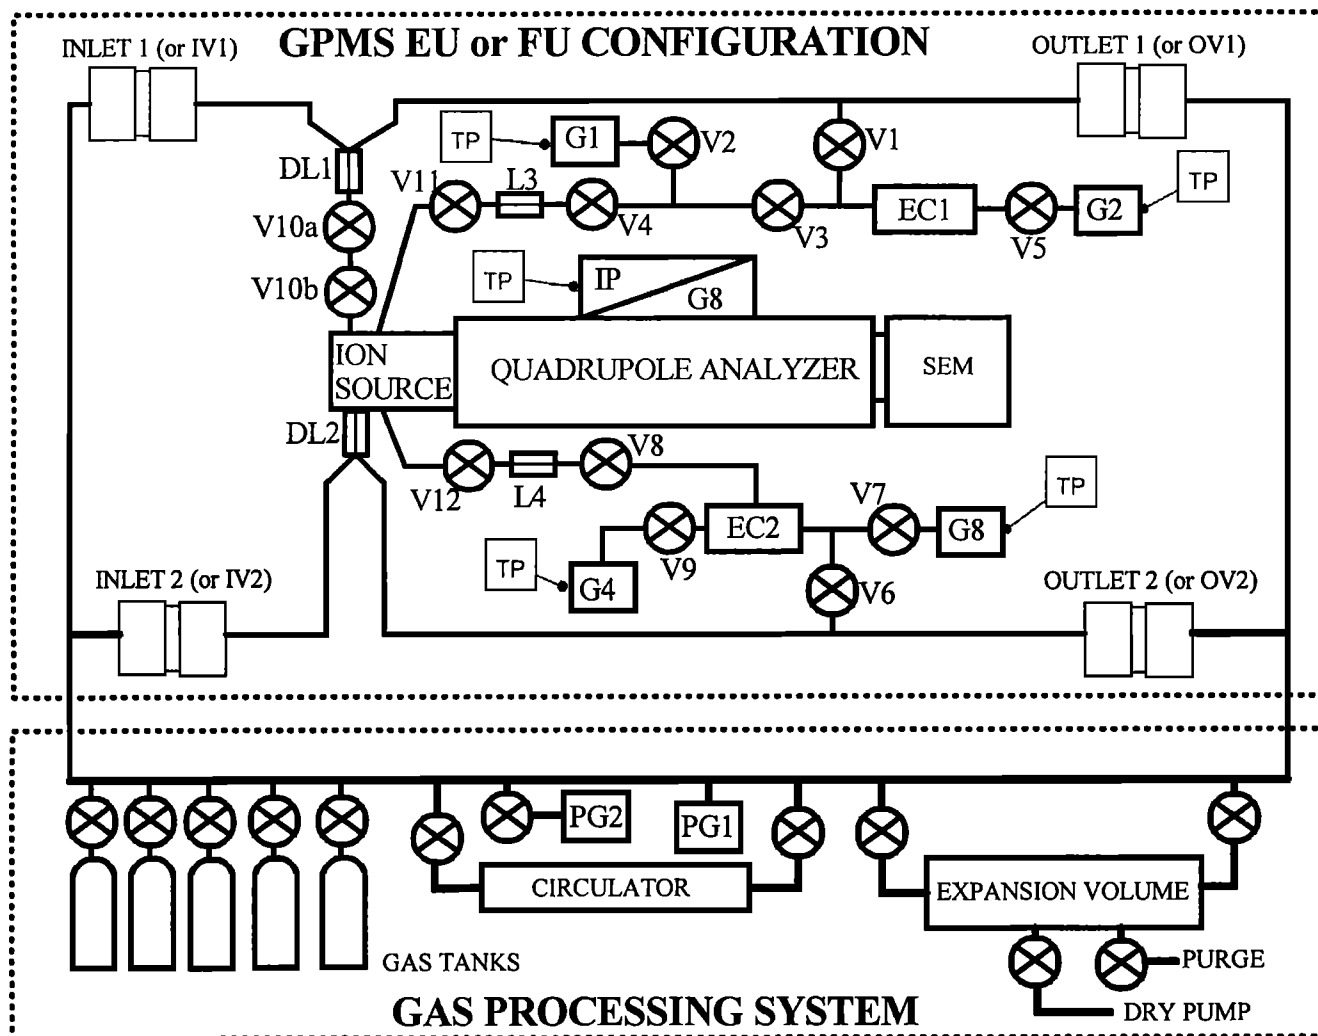 GPMS EU or FU CONFIGURATION
INLET 1 (or IV1)
OUTLET 1 (or OV1)
TP
G1
V2
V1
DL1
V11
L3
V4
V3
EC1
V5
G2
TP
V10a
V10b
TP
IP
G8
ION
SOURCE
QUADRUPOLE ANALYZER
SEM
DL2
V12
L4
V8
EC2
V7
G8
TP
TP
G4
V9
V6
INLET 2 (or IV2)
OUTLET 2 (or OV2)
PG2
PG1
CIRCULATOR
EXPANSION VOLUME
GAS TANKS
PURGE
DRY PUMP
GAS PROCESSING SYSTEM